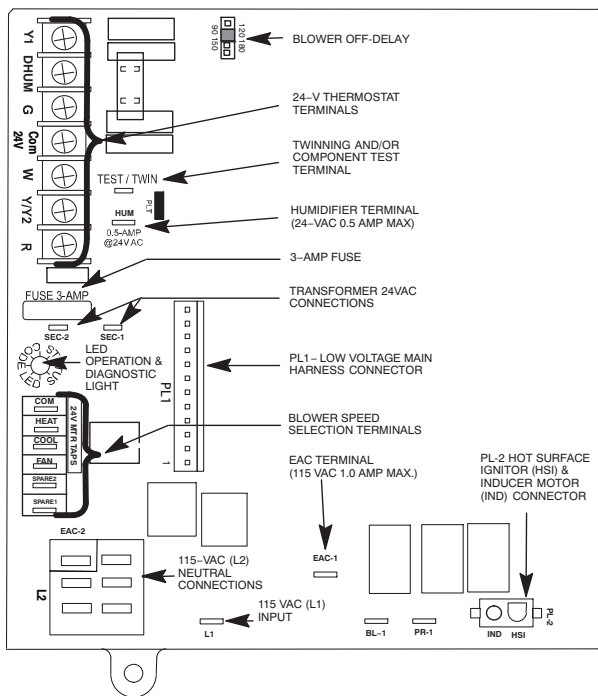 Y1
DHUM
G
Com
24V
W
Y/Y2
R
120 180
90 150
BLOWER OFF-DELAY
24-V THERMOSTAT
TERMINALS
TWINNING AND/OR
COMPONENT TEST
TERMINAL
TEST / TWIN
PLT
HUM
0.5-AMP
@24VAC
HUMIDIFIER TERMINAL
(24-VAC 0.5 AMP MAX)
3-AMP FUSE
FUSE 3-AMP
TRANSFORMER 24VAC
CONNECTIONS
SEC-2
SEC-1
STATUS
CODE LED
LED
OPERATION &
DIAGNOSTIC
LIGHT
PL1
1
PL1- LOW VOLTAGE MAIN
HARNESS CONNECTOR
COM
HEAT
COOL
FAN
SPARE2
SPARE1
24V MTR TAPS
BLOWER SPEED
SELECTION TERMINALS
EAC TERMINAL
(115 VAC 1.0 AMP MAX.)
PL-2 HOT SURFACE
IGNITOR (HSI) &
INDUCER MOTOR
(IND) CONNECTOR
EAC-2
L2
115-VAC (L2)
NEUTRAL
CONNECTIONS
EAC-1
115 VAC (L1)
INPUT
L1
BL-1
PR-1
IND
HSI
PL-2